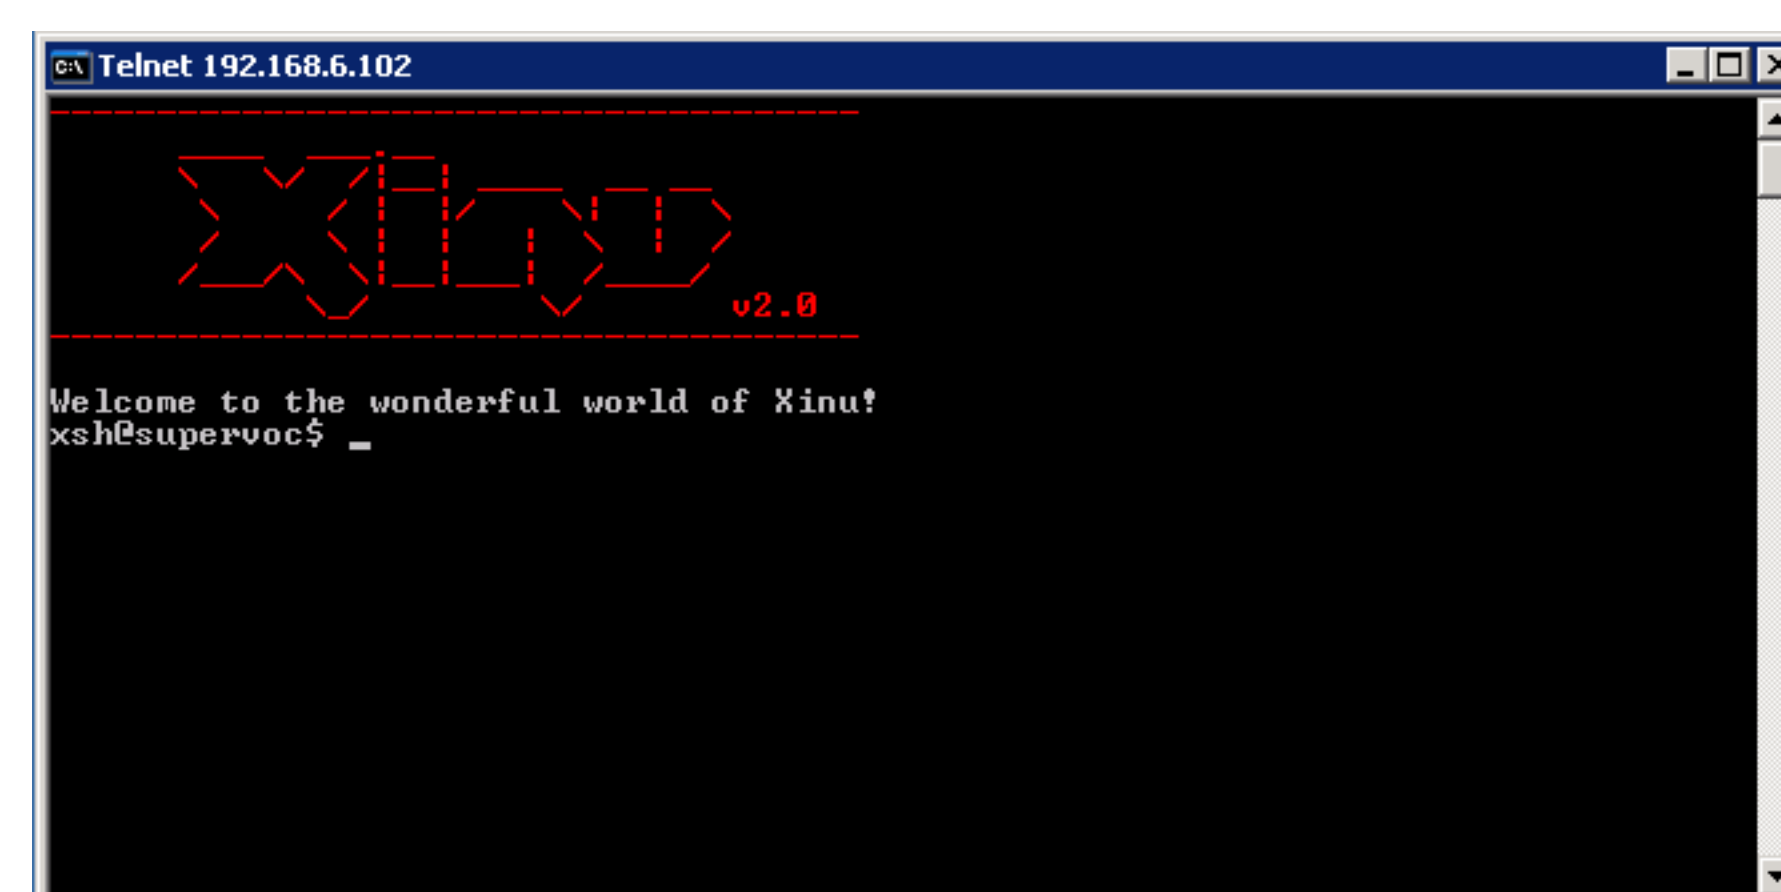 Telnet 192.168.6.102
Xinu
v2.0
Welcome to the wonderful world of Xinu!
xsh@supervoc$ _